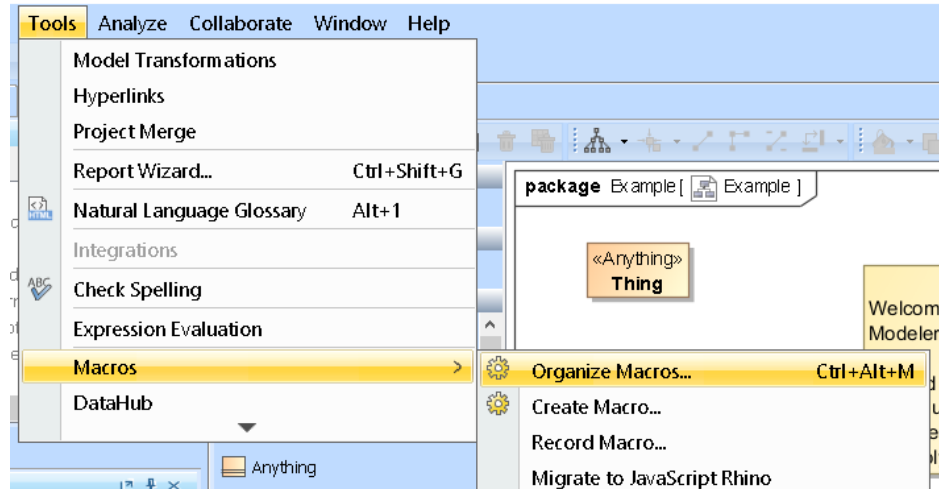 Tools Analyze Collaborate Window Help
Model Transformations
Hyperlinks
Project Merge
Report Wizard... Ctrl+Shift+G
Natural Language Glossary Alt+1
Integrations
Check Spelling
Expression Evaluation
Macros
DataHub
package Example [ Example ]
«Anything»
Thing
Welcom
Modeler
Organize Macros... Ctrl+Alt+M
Create Macro...
Record Macro...
Migrate to JavaScript Rhino
Anything